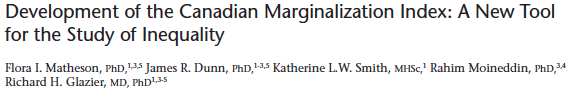 Development of the Canadian Marginalization Index: A New Tool
for the Study of Inequality
Flora I. Matheson, PhD,1,3,5 James R. Dunn, PhD,1-3,5 Katherine L.W. Smith, MHSc,1 Rahim Moineddin, PhD,3,4
Richard H. Glazier, MD, PhD1,3-5